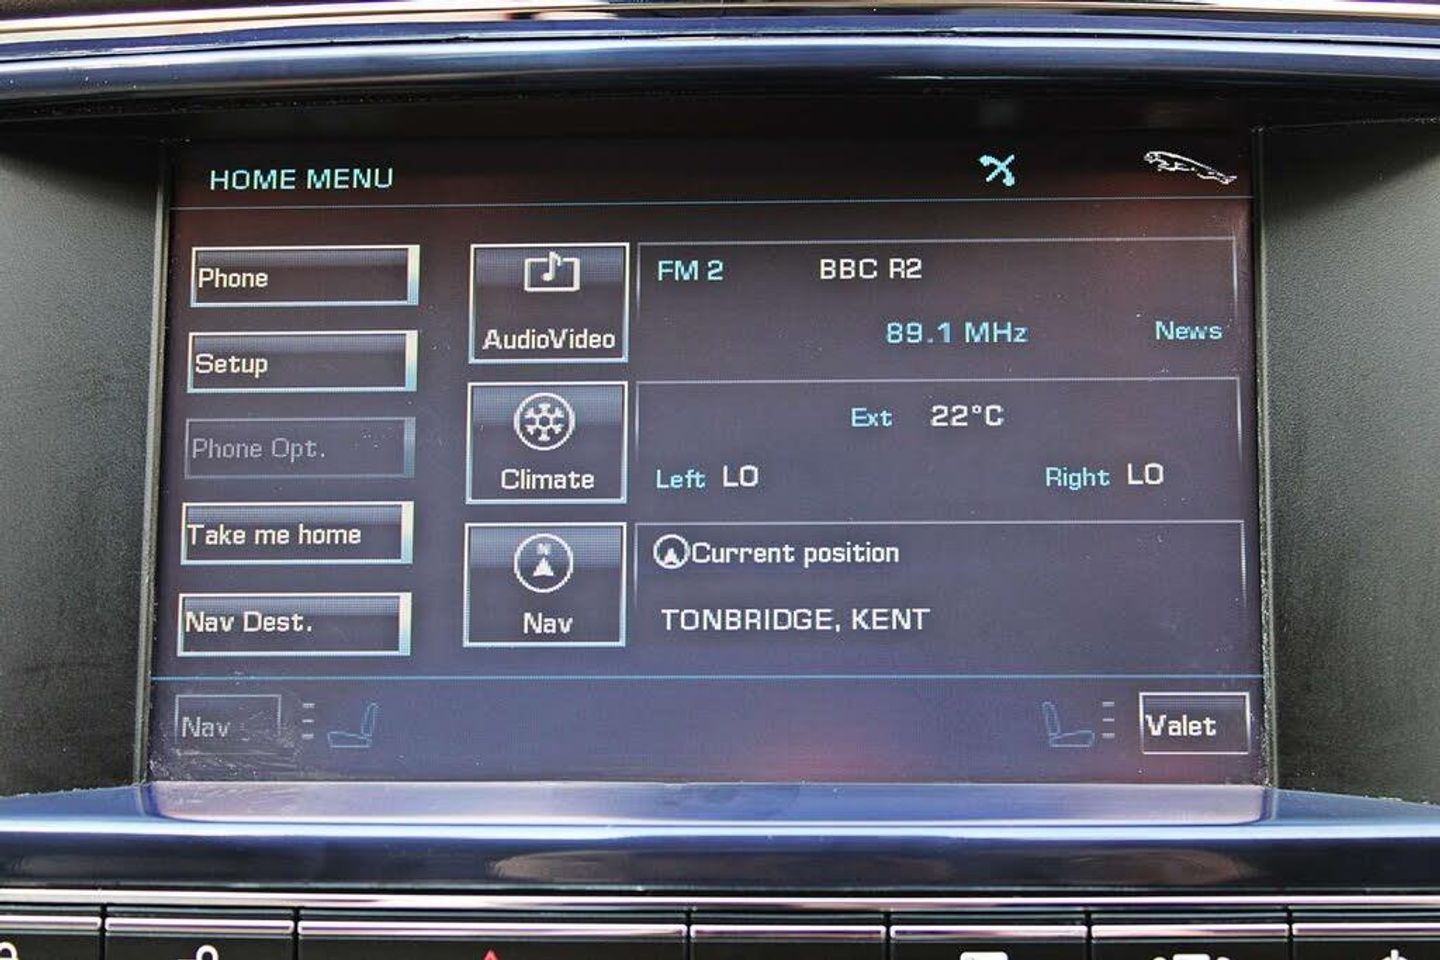 HOME MENU
Phone
Setup
Phone Opt.
Take me home
Nav Dest.
AudioVideo
FM 2 BBC R2
89.1 MHz News
Climate
Ext 22°C
Left LO Right LO
N
Nav
Current position
TONBRIDGE, KENT
Nav
Valet